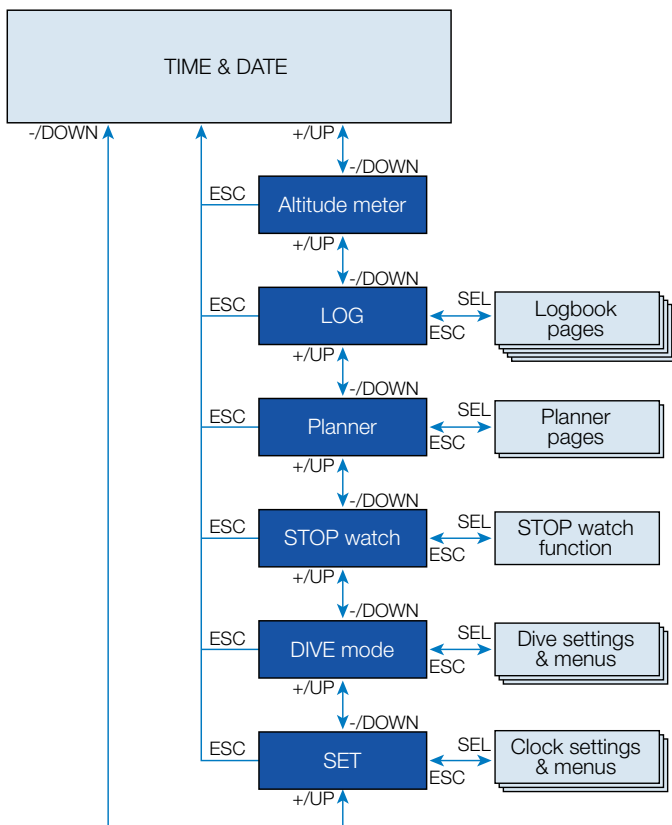 TIME & DATE
-/DOWN
+/UP
-/DOWN
ESC
Altitude meter
+/UP
-/DOWN
ESC
LOG
SEL
ESC
Logbook
pages
+/UP
-/DOWN
ESC
Planner
SEL
ESC
Planner
pages
+/UP
-/DOWN
ESC
STOP watch
SEL
ESC
STOP watch
function
+/UP
-/DOWN
ESC
DIVE mode
SEL
ESC
Dive settings
& menus
+/UP
-/DOWN
ESC
SET
SEL
ESC
Clock settings
& menus
+/UP